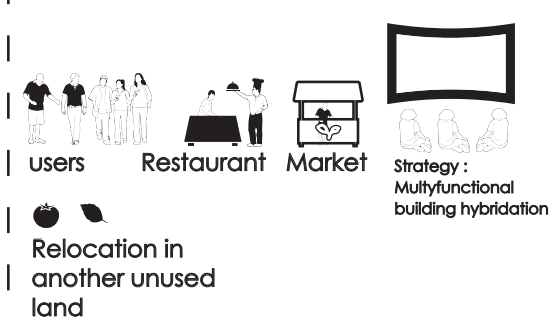 users
Restaurant
Market
Strategy :
Multyfunctional
building hybridation
Relocation in
another unused
land